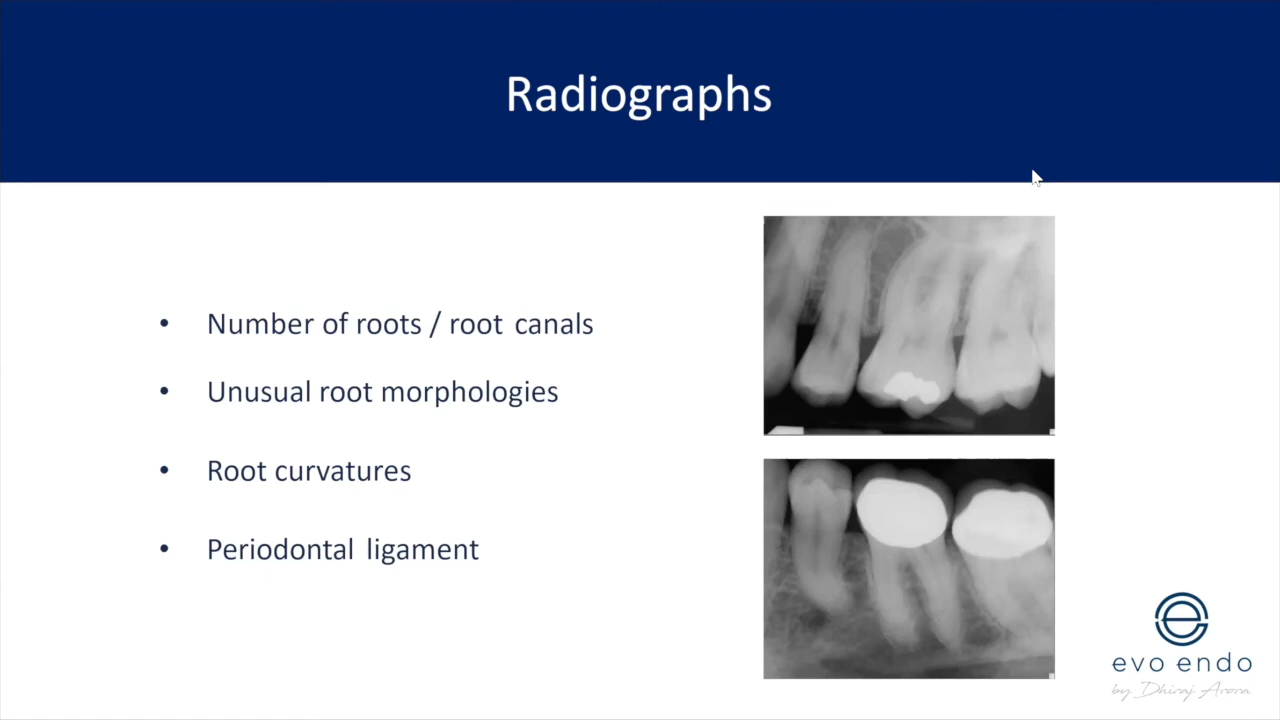 Radiographs
• Number of roots / root canals
• Unusual root morphologies
• Root curvatures
• Periodontal ligament
evo endo
by Dhiraj Arora